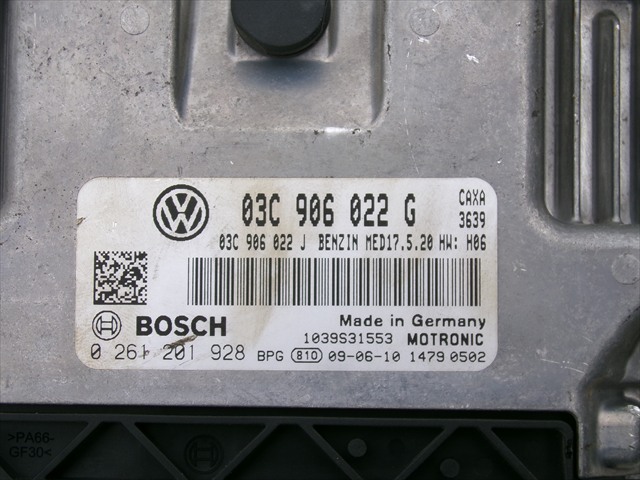 03C 906 022 G CAXA
3639
03C 906 022 J BENZIN MED17.5.20 HW: H06
BOSCH Made in Germany
1039S31553 MOTRONIC
0 261 201 928 BPG 810 09-06-10 1479 0502
>PA66-
GF30<